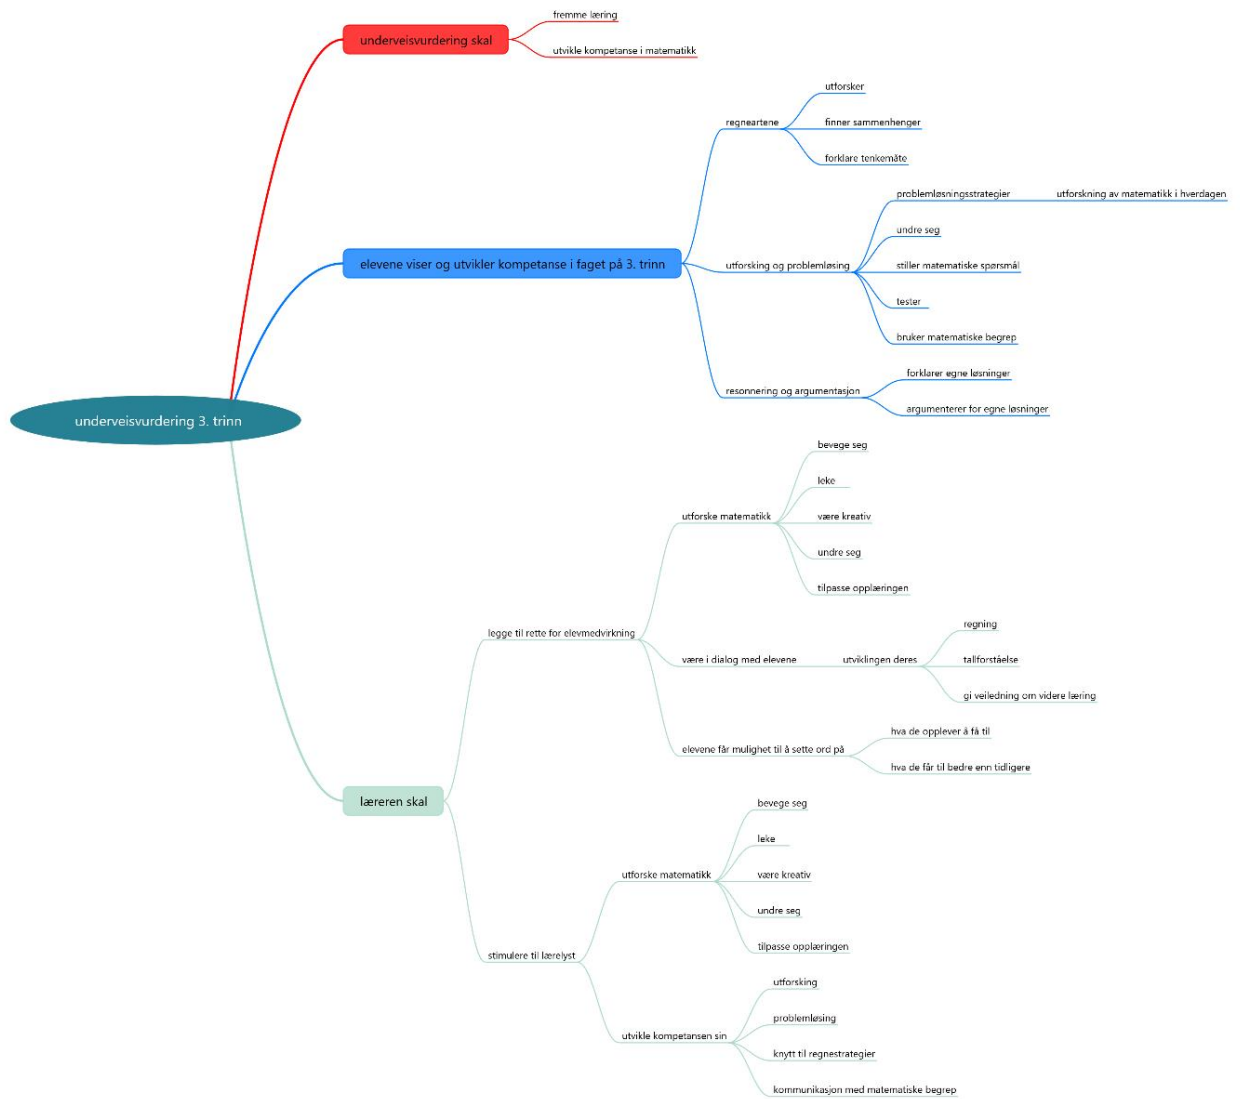 underveisvurdering 3. trinn
underveisvurdering skal
fremme læring
utvikle kompetanse i matematikk
elevene viser og utvikler kompetanse i faget på 3. trinn
regneartene
utforsker
finner sammenhenger
forklare tenkemåte
utforsking og problemløsing
problemløsningsstrategier
utforskning av matematikk i hverdagen
undre seg
stiller matematiske spørsmål
tester
bruker matematiske begrep
resonnering og argumentasjon
forklarer egne løsninger
argumenterer for egne løsninger
læreren skal
legge til rette for elevmedvirkning
utforske matematikk
bevege seg
leke
være kreativ
undre seg
tilpasse opplæringen
være i dialog med elevene
utviklingen deres
regning
tallforståelse
gi veiledning om videre læring
elevene får mulighet til å sette ord på
hva de opplever å få til
hva de får til bedre enn tidligere
stimulere til lærelyst
utforske matematikk
bevege seg
leke
være kreativ
undre seg
tilpasse opplæringen
utvikle kompetansen sin
utforsking
problemløsing
knytt til regnestrategier
kommunikasjon med matematiske begrep